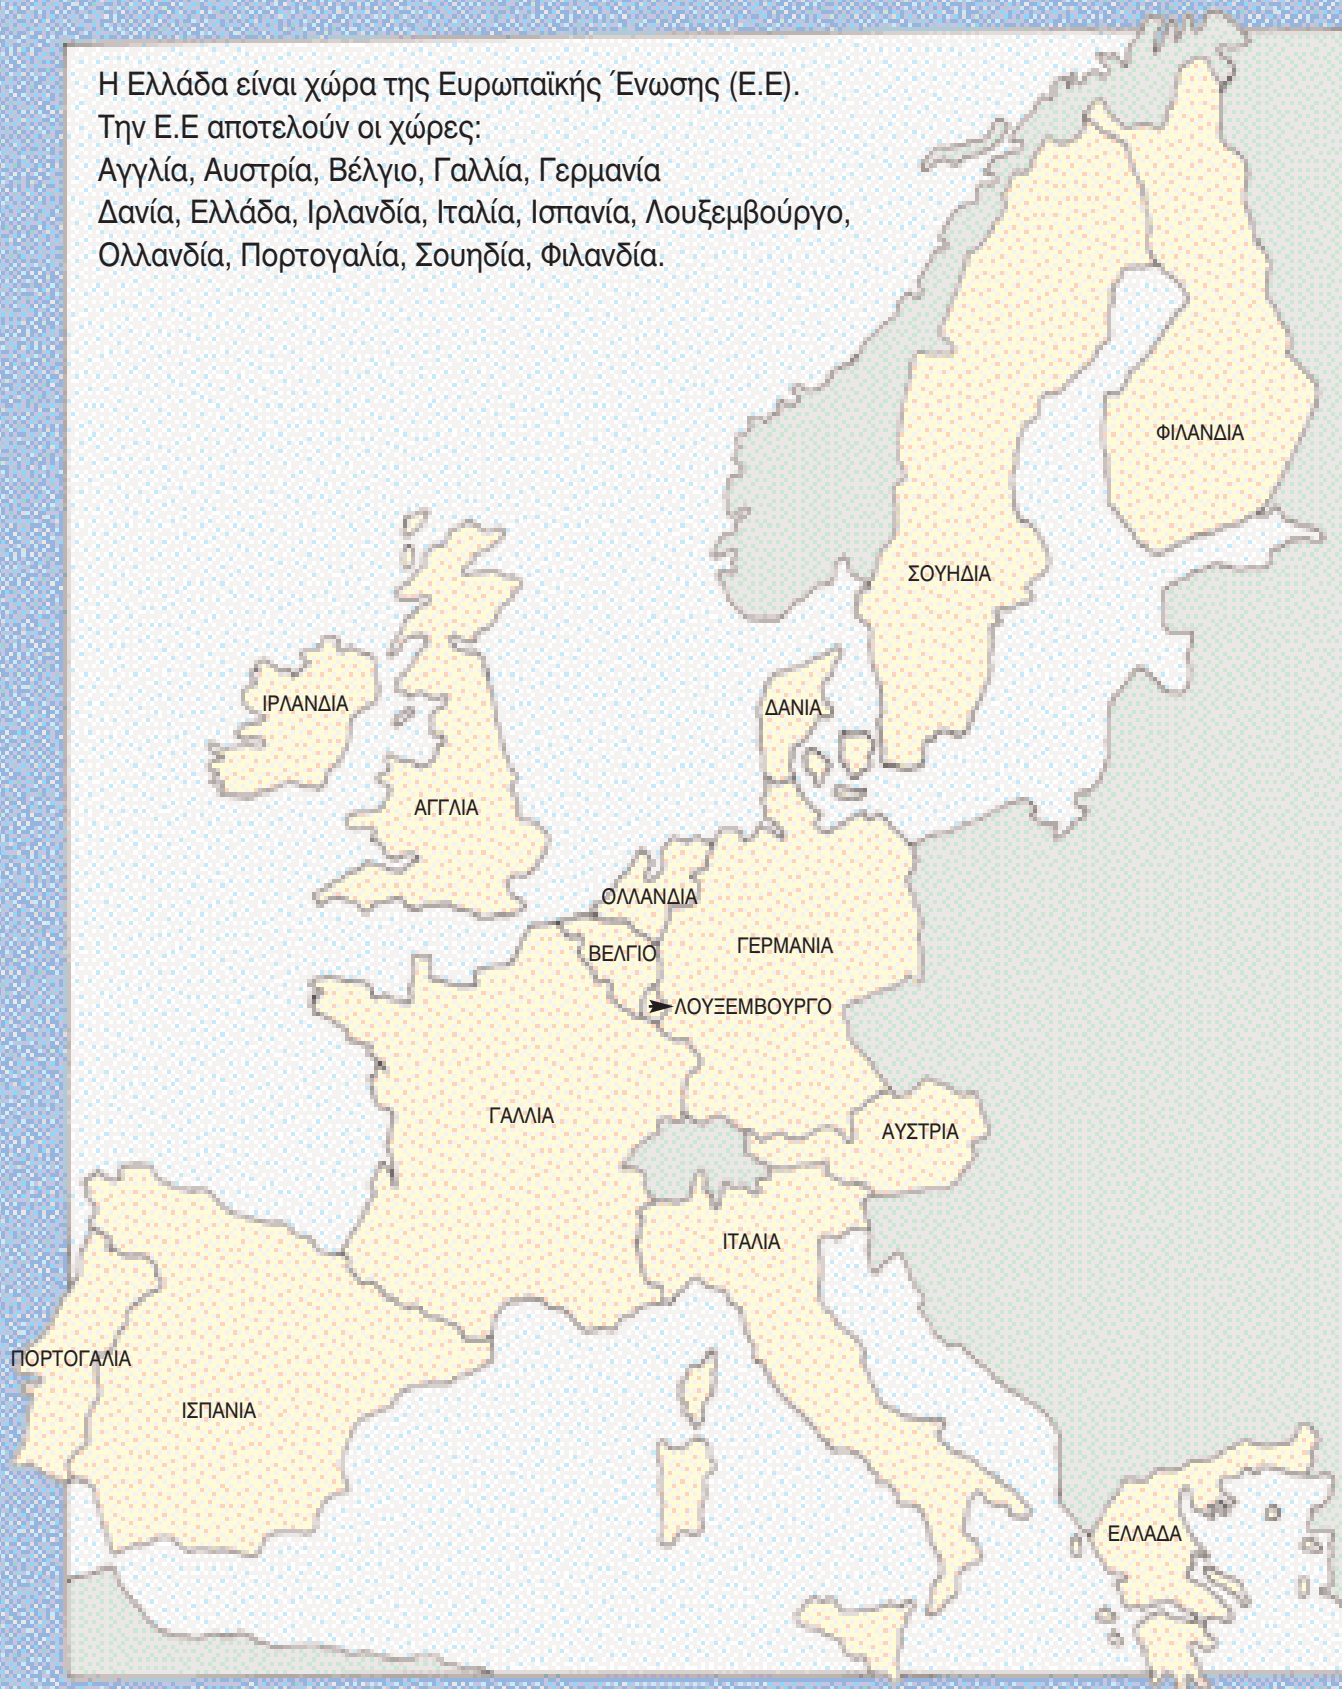 Η Ελλάδα είναι χώρα της Ευρωπαϊκής Ένωσης (Ε.Ε).
Την Ε.Ε αποτελούν οι χώρες:
Αγγλία, Αυστρία, Βέλγιο, Γαλλία, Γερμανία
Δανία, Ελλάδα, Ιρλανδία, Ιταλία, Ισπανία, Λουξεμβούργο,
Ολλανδία, Πορτογαλία, Σουηδία, Φιλανδία.
ΦΙΛΑΝΔΙΑ
ΣΟΥΗΔΙΑ
ΙΡΛΑΝΔΙΑ
ΔΑΝΙΑ
ΑΓΓΛΙΑ
ΟΛΛΑΝΔΙΑ
ΒΕΛΓΙΟ
ΓΕΡΜΑΝΙΑ
ΛΟΥΞΕΜΒΟΥΡΓΟ
ΓΑΛΛΙΑ
ΑΥΣΤΡΙΑ
ΙΤΑΛΙΑ
ΠΟΡΤΟΓΑΛΙΑ
ΙΣΠΑΝΙΑ
ΕΛΛΑΔΑ